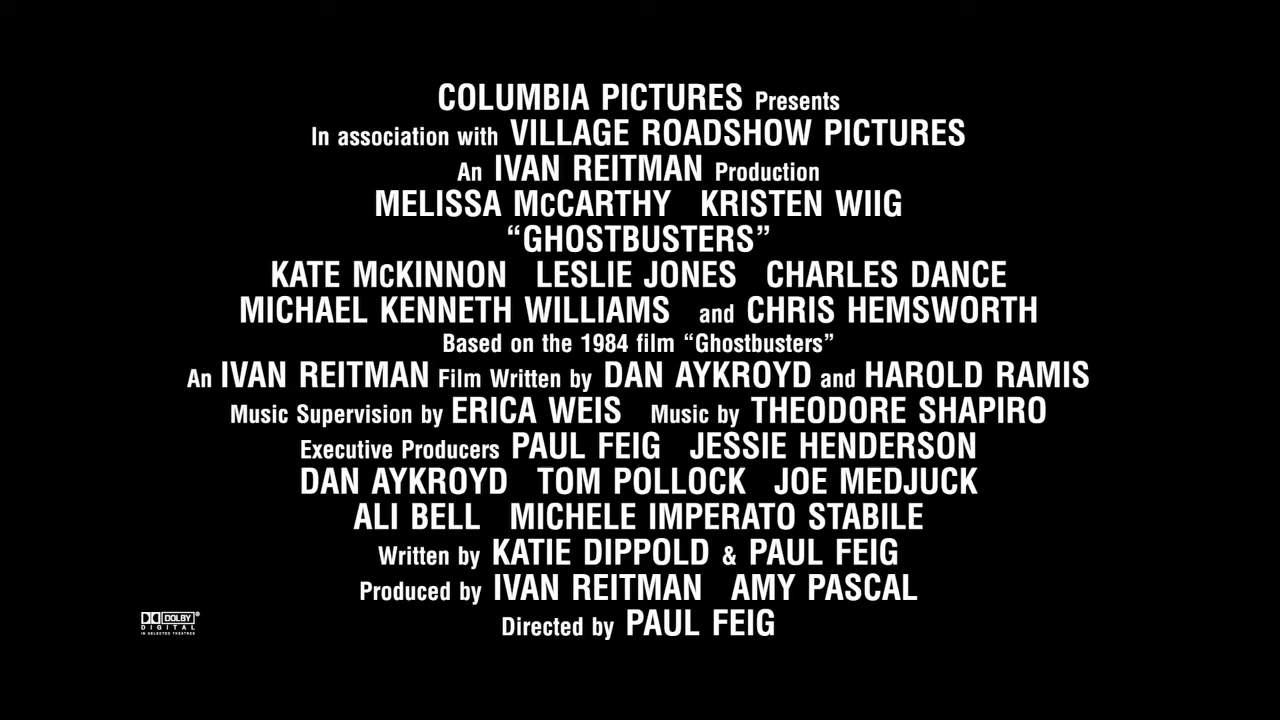 COLUMBIA PICTURES Presents
In association with VILLAGE ROADSHOW PICTURES
An IVAN REITMAN Production
MELISSA McCARTHY KRISTEN WIIG
“GHOSTBUSTERS”
KATE McKINNON LESLIE JONES CHARLES DANCE
MICHAEL KENNETH WILLIAMS and CHRIS HEMSWORTH
Based on the 1984 film “Ghostbusters”
An IVAN REITMAN Film Written by DAN AYKROYD and HAROLD RAMIS
Music Supervision by ERICA WEIS Music by THEODORE SHAPIRO
Executive Producers PAUL FEIG JESSIE HENDERSON
DAN AYKROYD TOM POLLOCK JOE MEDJUCK
ALI BELL MICHELE IMPERATO STABILE
Written by KATIE DIPPOLD & PAUL FEIG
Produced by IVAN REITMAN AMY PASCAL
Directed by PAUL FEIG
DOLBY®
DIGITAL
IN SELECTED THEATRES